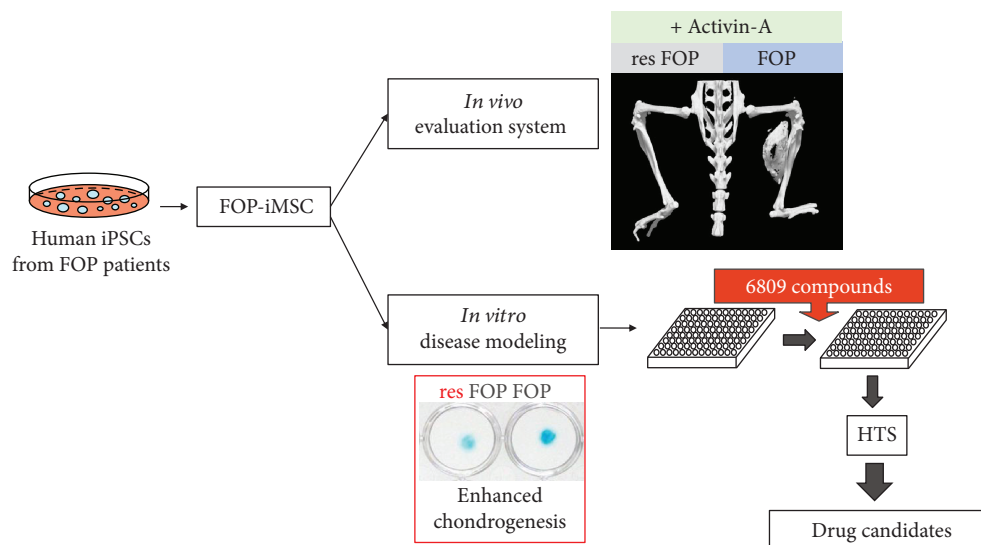 + Activin-A
res FOP FOP
In vivo
evaluation system
FOP-iMSC
Human iPSCs
from FOP patients
6809 compounds
In vitro
disease modeling
res FOP FOP
Enhanced
chondrogenesis
HTS
Drug candidates